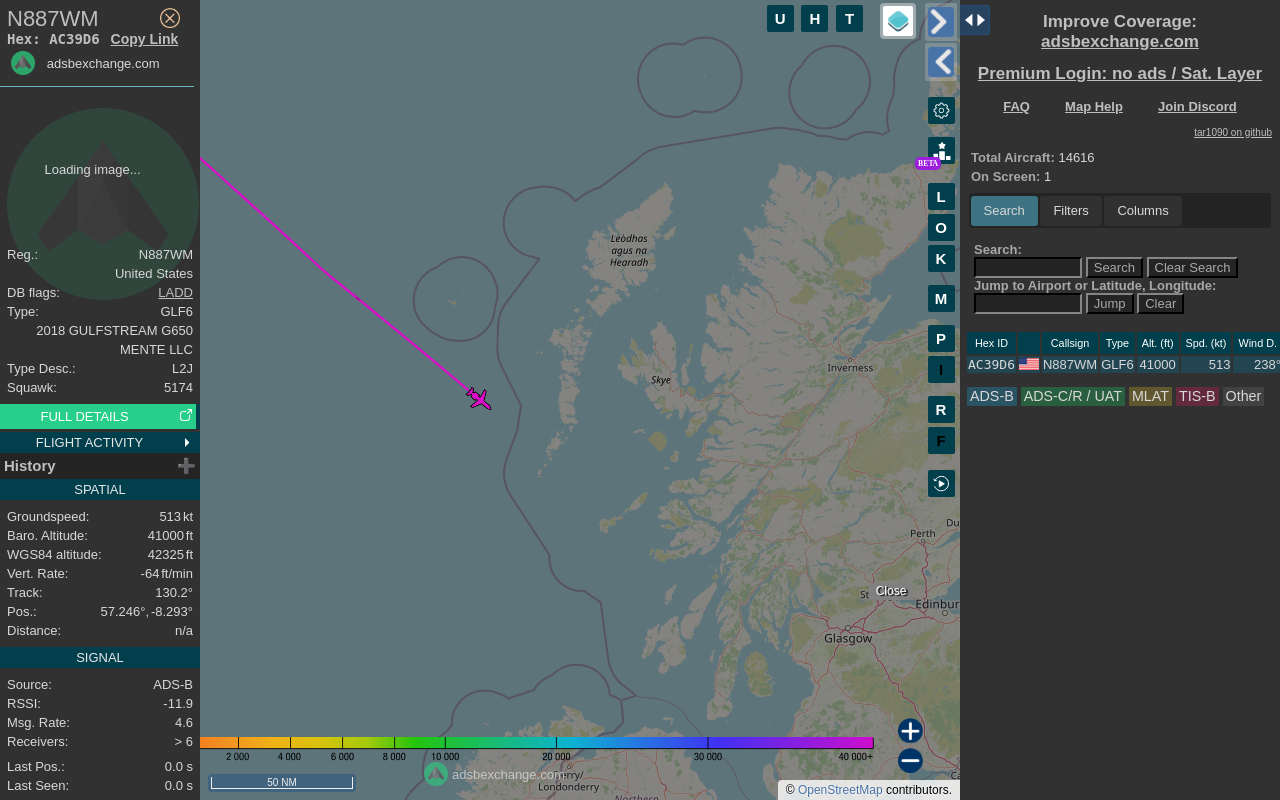 N887WM
Hex: AC39D6 Copy Link
adsbexchange.com
Loading image...
Reg.: N887WM
United States
DB flags: LADD
Type: GLF6
2018 GULFSTREAM G650
MENTE LLC
Type Desc.: L2J
Squawk: 5174
FULL DETAILS
FLIGHT ACTIVITY
History
SPATIAL
Groundspeed: 513 kt
Baro. Altitude: 41000 ft
WGS84 altitude: 42325 ft
Vert. Rate: -64 ft/min
Track: 130.2°
Pos.: 57.246°, -8.293°
Distance: n/a
SIGNAL
Source: ADS-B
RSSI: -11.9
Msg. Rate: 4.6
Receivers: > 6
Last Pos.: 0.0 s
Last Seen: 0.0 s
U H T
BETA
L
O
K
M
P
I
R
F
Leòdhas
agus na
Hearadh
Skye
Inverness
Du
Perth
St
Close
Edinbur
Glasgow
2 000 4 000 6 000 8 000 10 000 20 000 30 000 40 000+
50 NM
adsbexchange.com
rry/
Londonderry
Northern
Ca
© OpenStreetMap contributors.
Improve Coverage:
adsbexchange.com
Premium Login: no ads / Sat. Layer
FAQ Map Help Join Discord
tar1090 on github
Total Aircraft: 14616
On Screen: 1
Search Filters Columns
Search:
Search Clear Search
Jump to Airport or Latitude, Longitude:
Jump Clear
Hex ID Callsign Type Alt. (ft) Spd. (kt) Wind D.
AC39D6 N887WM GLF6 41000 513 238°
ADS-B ADS-C/R / UAT MLAT TIS-B Other